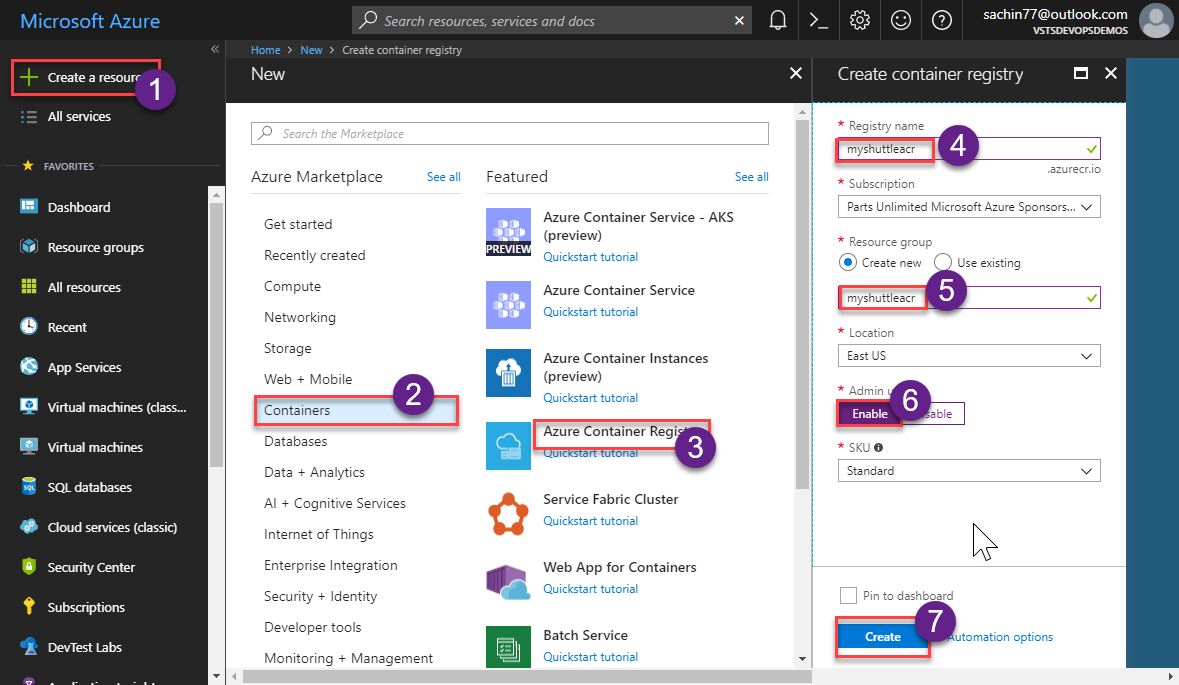 Microsoft Azure
Search resources, services and docs
sachin77@outlook.com
VSTSDEVOPSDEMOS
Create a resour
1
All services
FAVORITES
Dashboard
Resource groups
All resources
Recent
App Services
Virtual machines (class...
Virtual machines
SQL databases
Cloud services (classic)
Security Center
Subscriptions
DevTest Labs
Home > New > Create container registry
New
Search the Marketplace
Azure Marketplace
See all
Get started
Recently created
Compute
Networking
Storage
Web + Mobile
Containers
2
Databases
Data + Analytics
AI + Cognitive Services
Internet of Things
Enterprise Integration
Security + Identity
Developer tools
Monitoring + Management
Featured
See all
PREVIEW
Azure Container Service - AKS
(preview)
Quickstart tutorial
Azure Container Service
Quickstart tutorial
Azure Container Instances
(preview)
Quickstart tutorial
Azure Container Regist
3
Quickstart tutorial
Service Fabric Cluster
Quickstart tutorial
Web App for Containers
Quickstart tutorial
Batch Service
Quickstart tutorial
Create container registry
* Registry name
myshuttleacr
4
.azurecr.io
* Subscription
Parts Unlimited Microsoft Azure Sponsors...
* Resource group
Create new
Use existing
myshuttleacr
5
* Location
East US
* Admin u
6
Enable
sable
* SKU
Standard
Pin to dashboard
Create
7
Automation options